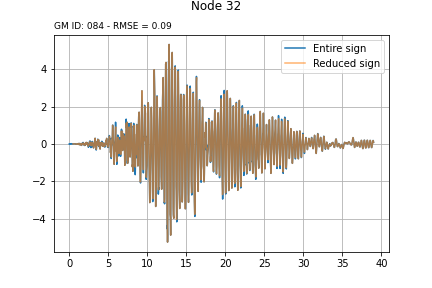 Node 32
GM ID: 084 - RMSE = 0.09
Entire sign
Reduced sign
4
2
0
−2
−4
0 5 10 15 20 25 30 35 40